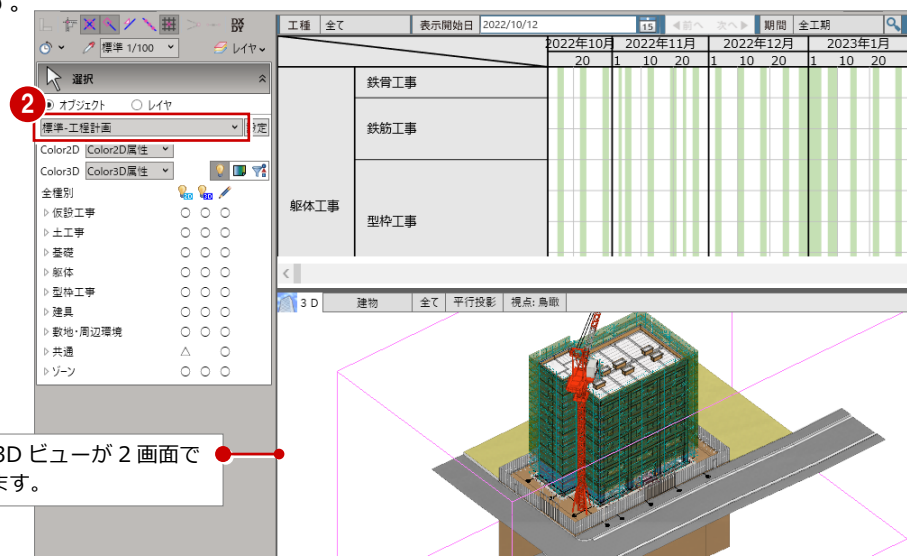 。
標準 1/100
レイヤ
選択
2
オブジェクト レイヤ
標準-工程計画
定
Color2D Color2D属性
Color3D Color3D属性
全種別
2D 3D
仮設工事
土工事
基礎
躯体
型枠工事
建具
敷地・周辺環境
共通
ゾーン
工種 全て 表示開始日 2022/10/12 15 前へ 次へ 期間 全工期
2022年10月 2022年11月 2022年12月 2023年1月
20 1 10 20 1 10 20 1 10 20
鉄骨工事
鉄筋工事
躯体工事
型枠工事
3 D 建物 全て 平行投影 視点: 鳥瞰
3D ビューが 2 画面で
ます。